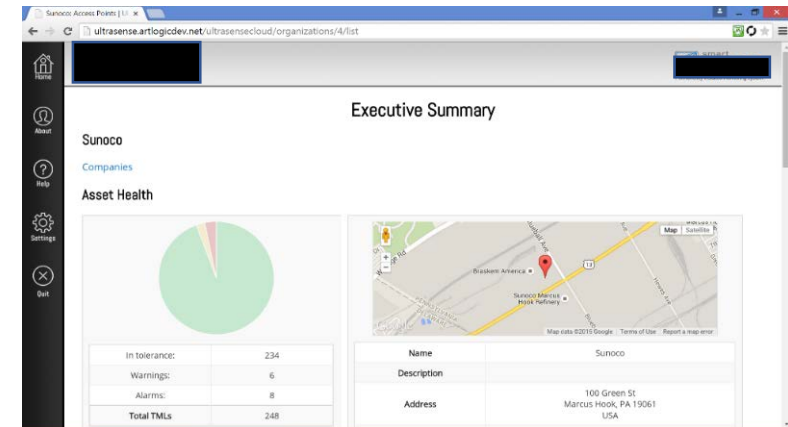 Sunoco: Access Points | U
ultrasense.artlogicdev.net/ultrasensecloud/organizations/4/list
Home
About
Help
Settings
Quit
smart
Executive Summary
Sunoco
Companies
Asset Health
In tolerance: 234
Warnings: 6
Alarms: 8
Total TMLs 248
Map Satellite
Braskem America
13
Sunoco Marcus
Hook Refinery
Map data ©2015 Google Terms of Use Report a map error
Name Sunoco
Description
Address 100 Green St
Marcus Hook, PA 19061
USA